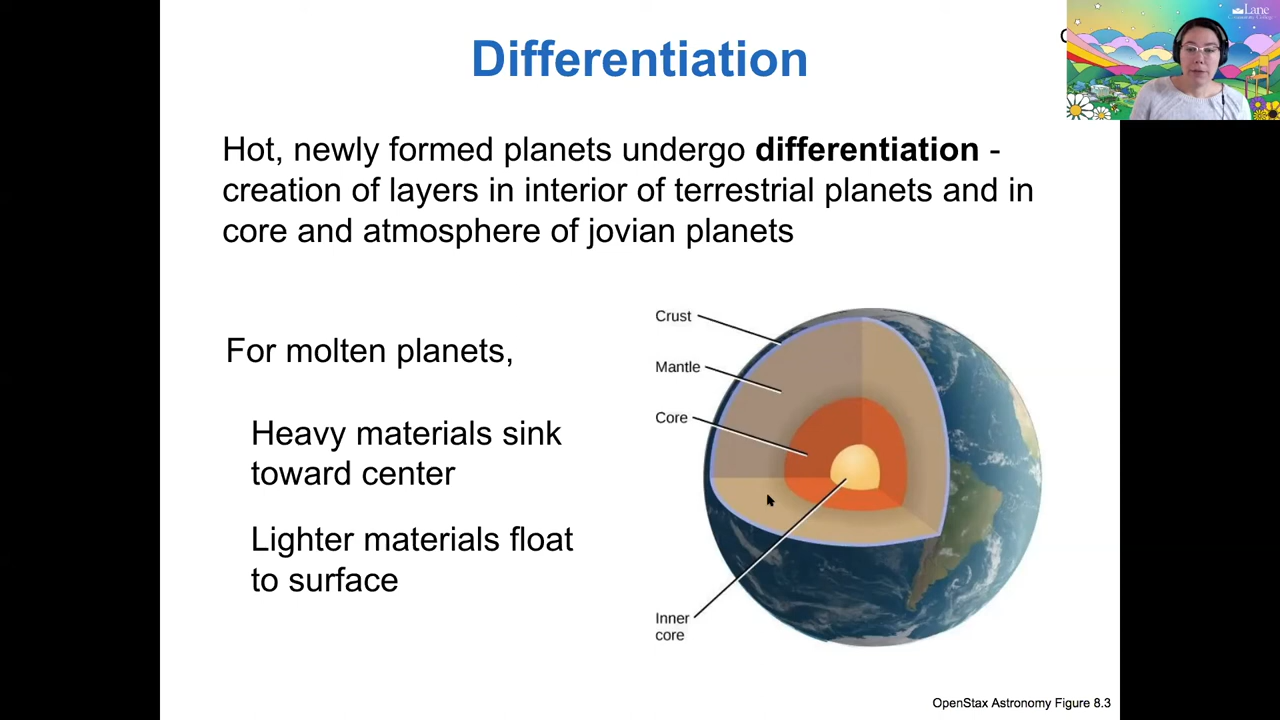 Differentiation
Lane
Community College
Hot, newly formed planets undergo differentiation -
creation of layers in interior of terrestrial planets and in
core and atmosphere of jovian planets
For molten planets,
Heavy materials sink
toward center
Lighter materials float
to surface
Crust
Mantle
Core
Inner
core
OpenStax Astronomy Figure 8.3